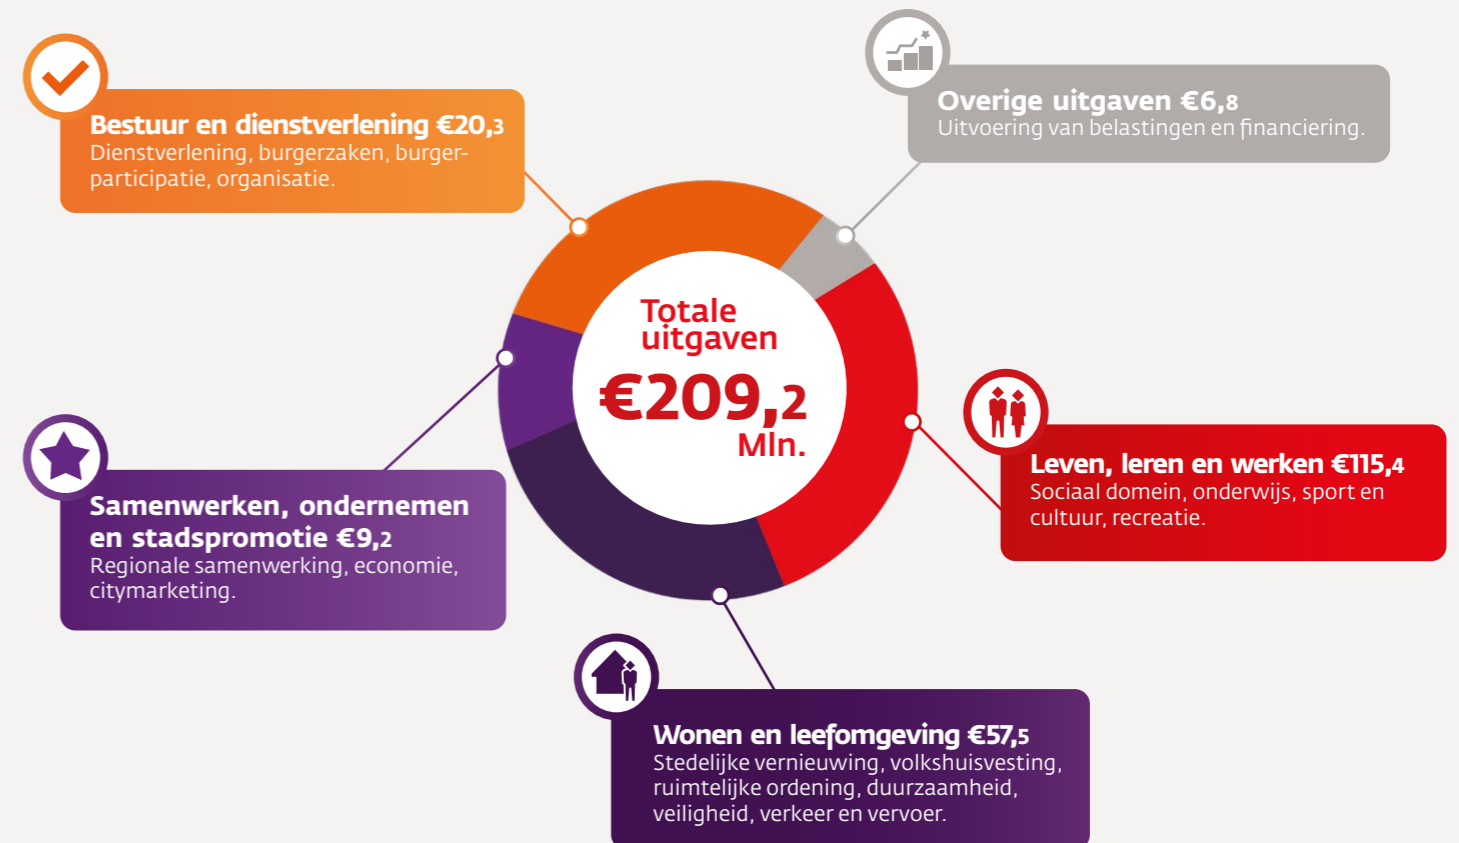 Bestuur en dienstverlening €20,3
Dienstverlening, burgerzaken, burger-
participatie, organisatie.
Overige uitgaven €6,8
Uitvoering van belastingen en financiering.
Totale
uitgaven
€209,2
Mln.
Leven, leren en werken €115,4
Sociaal domein, onderwijs, sport en
cultuur, recreatie.
Samenwerken, ondernemen
en stadspromotie €9,2
Regionale samenwerking, economie,
citymarketing.
Wonen en leefomgeving €57,5
Stedelijke vernieuwing, volkshuisvesting,
ruimtelijke ordening, duurzaamheid,
veiligheid, verkeer en vervoer.